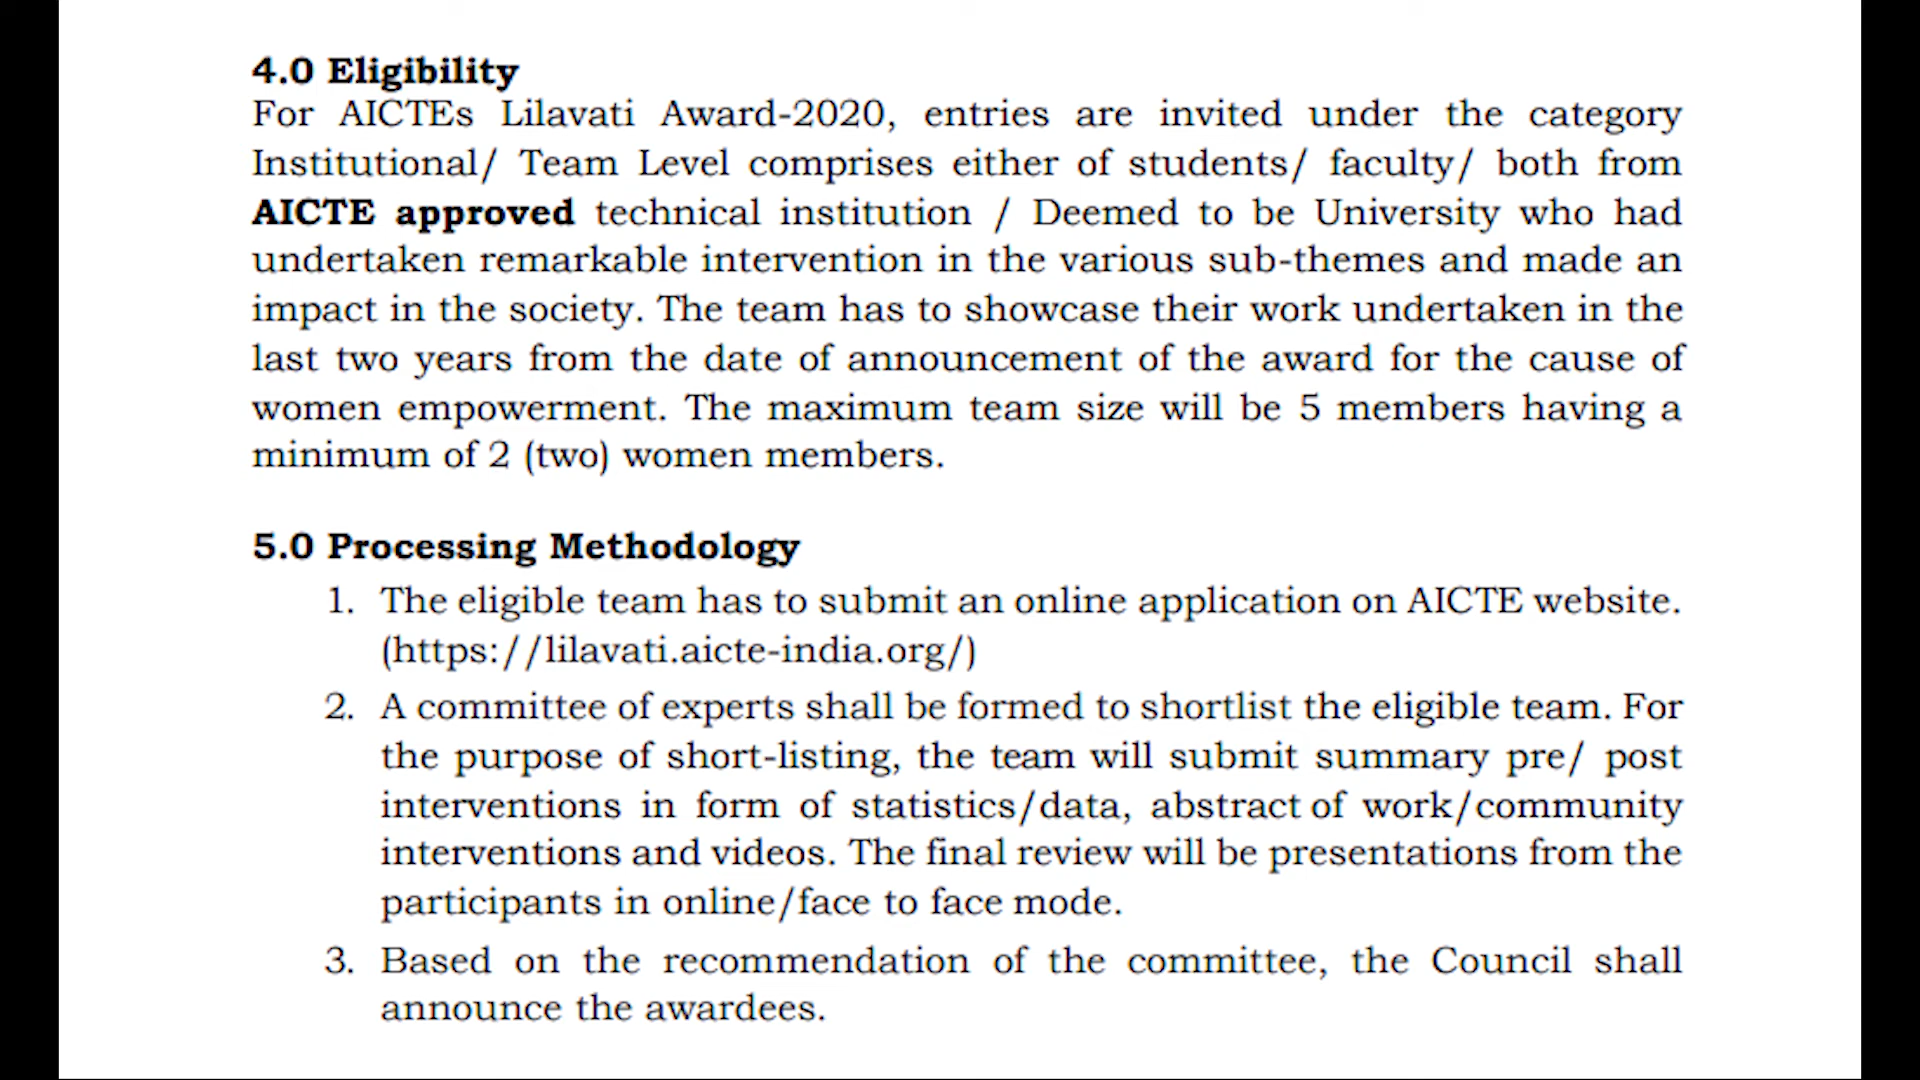 4.0 Eligibility
For AICTEs Lilavati Award-2020, entries are invited under the category
Institutional/ Team Level comprises either of students/ faculty/ both from
AICTE approved technical institution / Deemed to be University who had
undertaken remarkable intervention in the various sub-themes and made an
impact in the society. The team has to showcase their work undertaken in the
last two years from the date of announcement of the award for the cause of
women empowerment. The maximum team size will be 5 members having a
minimum of 2 (two) women members.
5.0 Processing Methodology
1. The eligible team has to submit an online application on AICTE website.
(https://lilavati.aicte-india.org/)
2. A committee of experts shall be formed to shortlist the eligible team. For
the purpose of short-listing, the team will submit summary pre/ post
interventions in form of statistics/data, abstract of work/community
interventions and videos. The final review will be presentations from the
participants in online/face to face mode.
3. Based on the recommendation of the committee, the Council shall
announce the awardees.